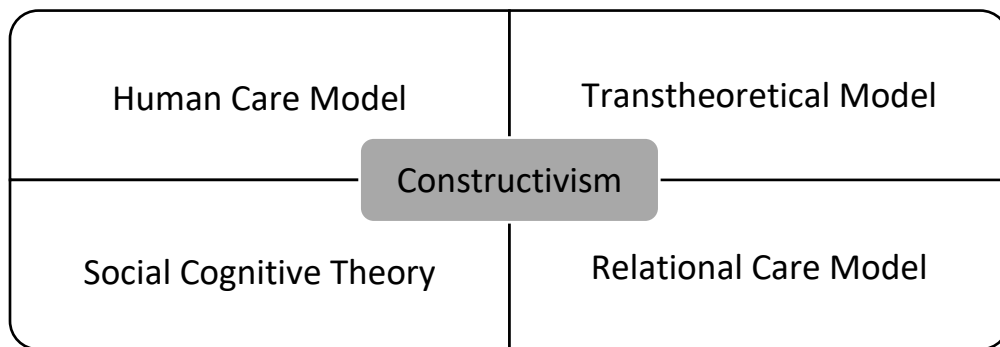 Human Care Model
Transtheoretical Model
Constructivism
Social Cognitive Theory
Relational Care Model